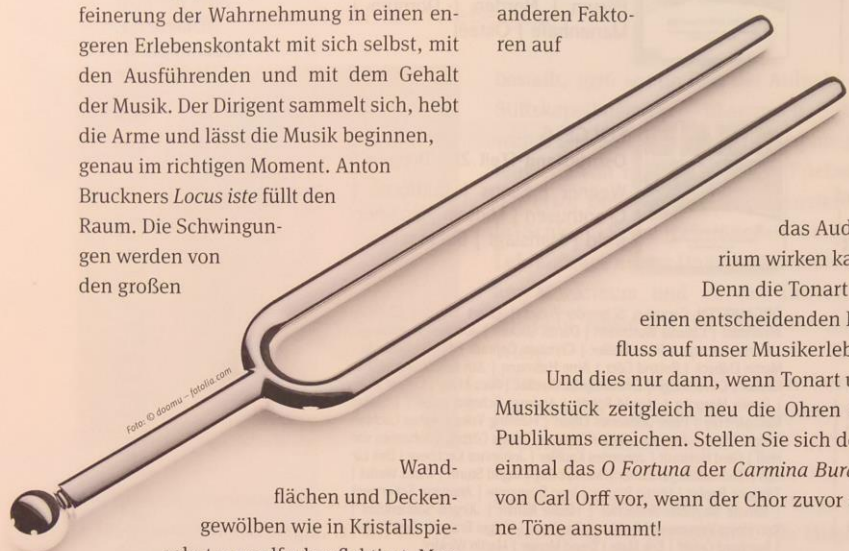 feinerung der Wahrnehmung in einen en-
geren Erlebenskontakt mit sich selbst, mit
den Ausführenden und mit dem Gehalt
der Musik. Der Dirigent sammelt sich, hebt
die Arme und lässt die Musik beginnen,
genau im richtigen Moment. Anton
Bruckners Locus iste füllt den
Raum. Die Schwingun-
gen werden von
den großen
Foto: © doomu – fotolia.com
Wand-
flächen und Decken-
gewölben wie in Kristallspie-
anderen Fakto-
ren auf
das Aud
rium wirken ka
Denn die Tonart
einen entscheidenden
fluss auf unser Musikerleb
Und dies nur dann, wenn Tonart
Musikstück zeitgleich neu die Ohren
Publikums erreichen. Stellen Sie sich
einmal das O Fortuna der Carmina Bura
von Carl Orff vor, wenn der Chor zuvor
ne Töne ansummt!